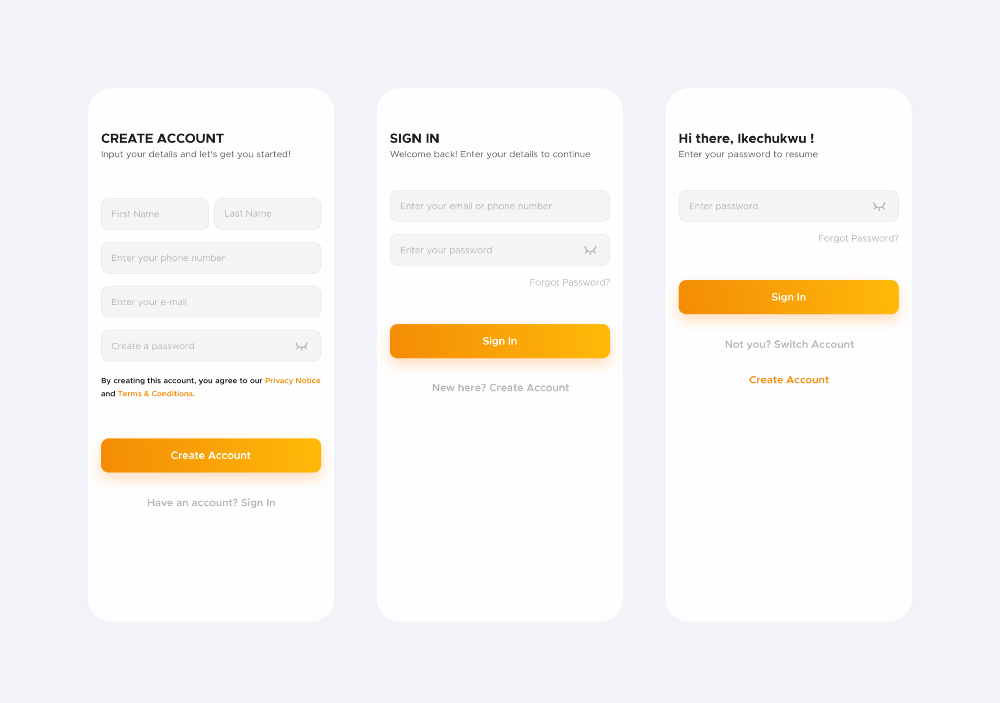 CREATE ACCOUNT
Input your details and let's get you started!
First Name
Last Name
Enter your phone number
Enter your e-mail
Create a password
By creating this account, you agree to our Privacy Notice
and Terms & Conditions.
Create Account
Have an account? Sign In
SIGN IN
Welcome back! Enter your details to continue
Enter your email or phone number
Enter your password
Forgot Password?
Sign In
New here? Create Account
Hi there, Ikechukwu !
Enter your password to resume
Enter password
Forgot Password?
Sign In
Not you? Switch Account
Create Account